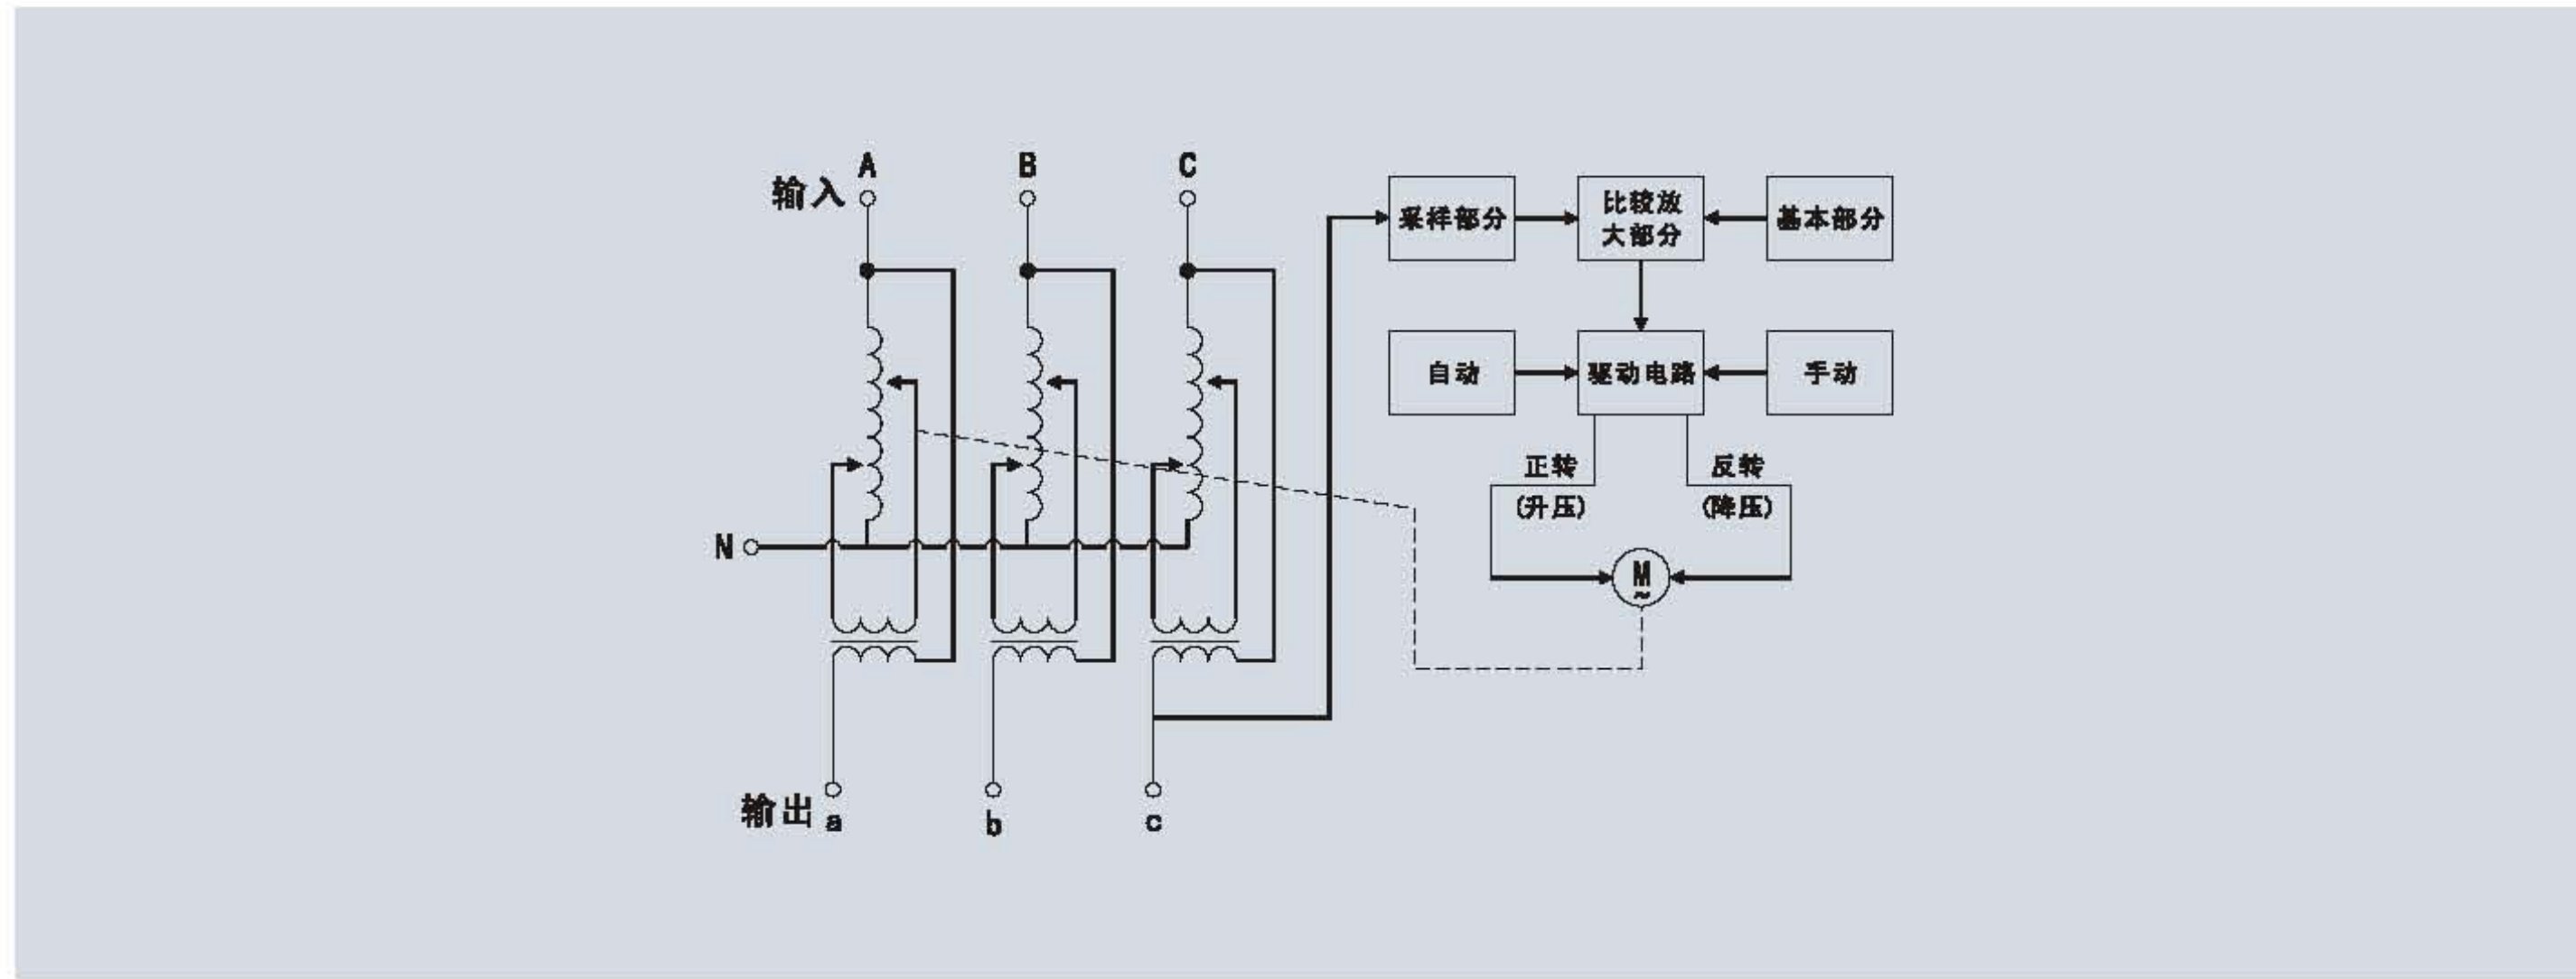 A
B
C
输入
采样部分
比较放
大部分
基本部分
自动
驱动电路
手动
正转
(升压)
反转
(降压)
N
M
~
输出
a
b
c